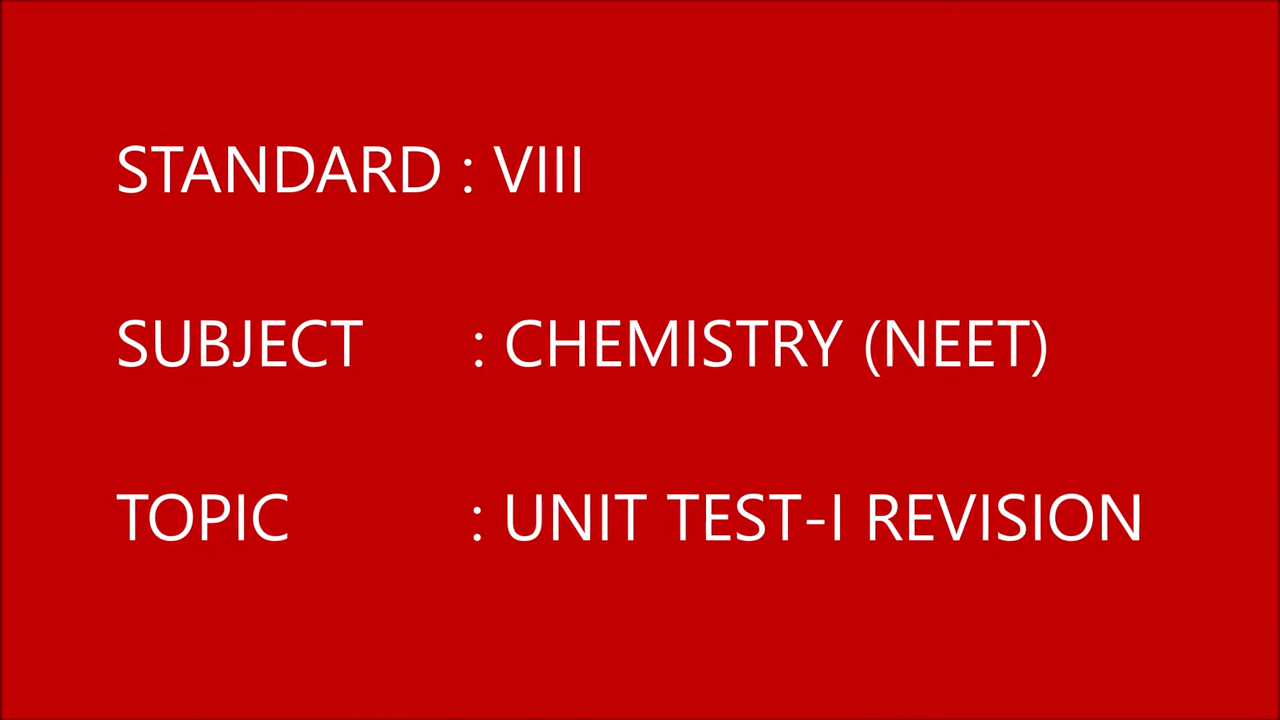 STANDARD : VIII
SUBJECT : CHEMISTRY (NEET)
TOPIC : UNIT TEST-I REVISION